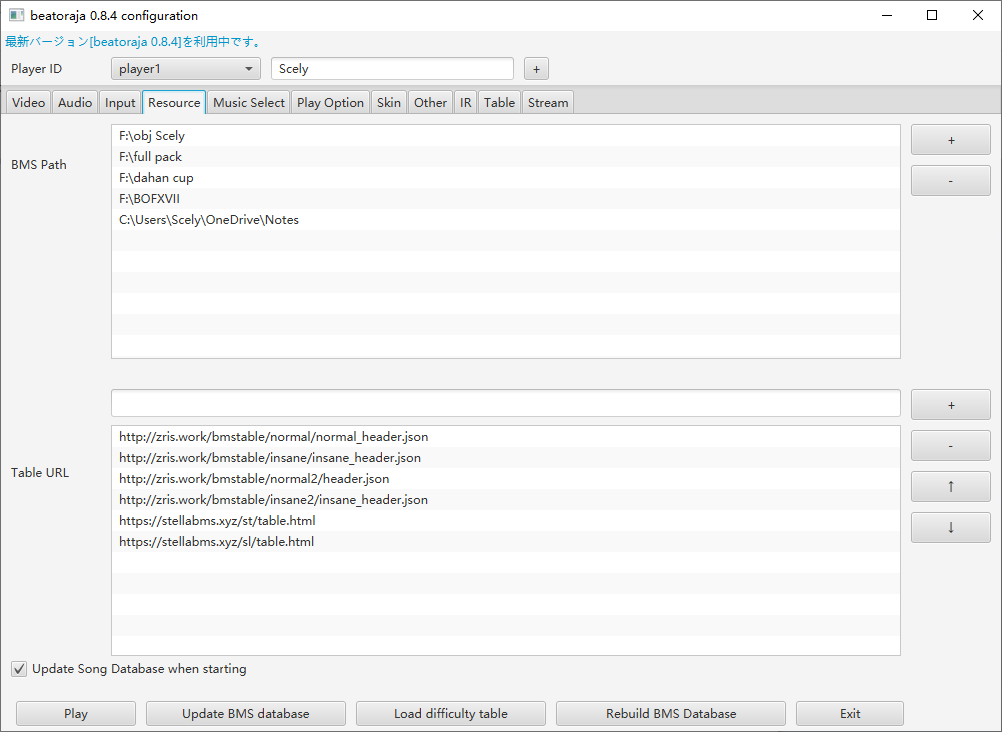 beatoraja 0.8.4 configuration
最新バージョン[beatoraja 0.8.4]を利用中です。
Player ID player1 Scely +
Video Audio Input Resource Music Select Play Option Skin Other IR Table Stream
BMS Path
F:\obj Scely
F:\full pack
F:\dahan cup
F:\BOFXVII
C:\Users\Scely\OneDrive\Notes
+
-
+
Table URL
http://zris.work/bmstable/normal/normal_header.json
http://zris.work/bmstable/insane/insane_header.json
http://zris.work/bmstable/normal2/header.json
http://zris.work/bmstable/insane2/insane_header.json
https://stellabms.xyz/st/table.html
https://stellabms.xyz/sl/table.html
-
↑
↓
Update Song Database when starting
Play Update BMS database Load difficulty table Rebuild BMS Database Exit